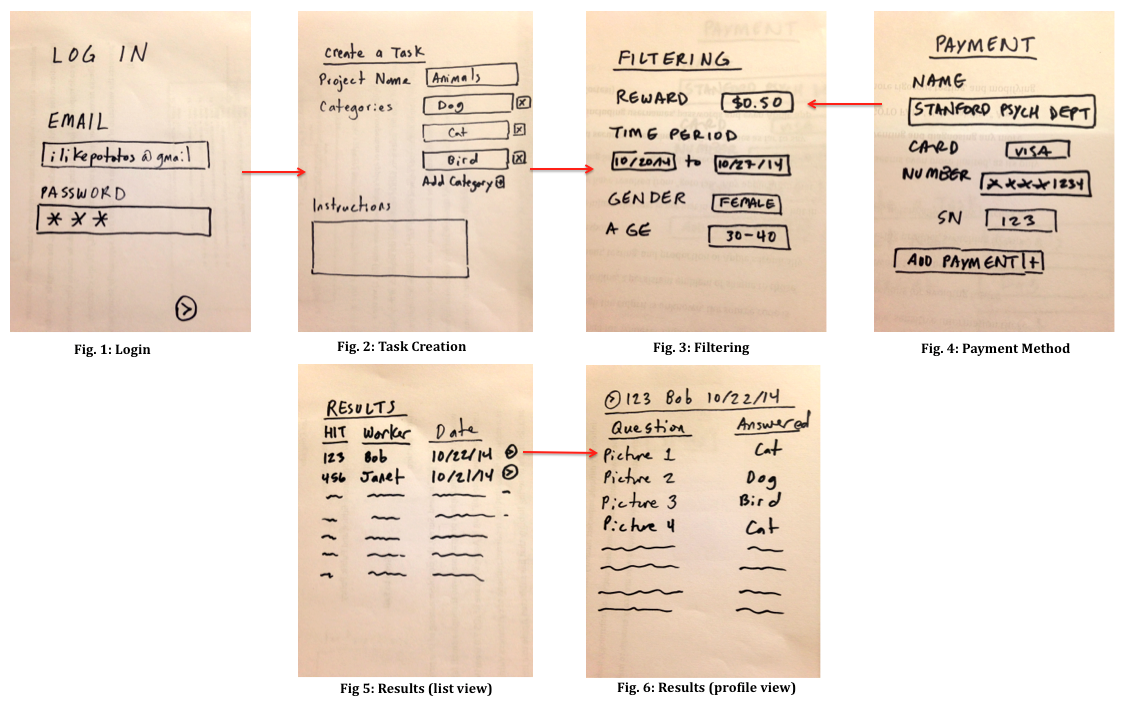 LOG IN
EMAIL
ilikepototos @gmail
PASSWORD
***
Fig. 1: Login
Create a Task
Project Name Animals
Categories Dog x
Cat x
Bird x
Add Category +
Instructions
Fig. 2: Task Creation
FILTERING
REWARD $0.50
TIME PERIOD
10/20/14 to 10/27/14
GENDER FEMALE
AGE 30-40
Fig. 3: Filtering
PAYMENT
NAME
STANFORD PSYCH DEPT
CARD VISA
NUMBER ****1234
SN 123
ADD PAYMENT +
Fig. 4: Payment Method
RESULTS
HIT Worker Date
123 Bob 10/22/14 >
456 Janet 10/21/14 >
Fig 5: Results (list view)
> 123 Bob 10/22/14
Question Answered
Picture 1 Cat
Picture 2 Dog
Picture 3 Bird
Picture 4 Cat
Fig. 6: Results (profile view)